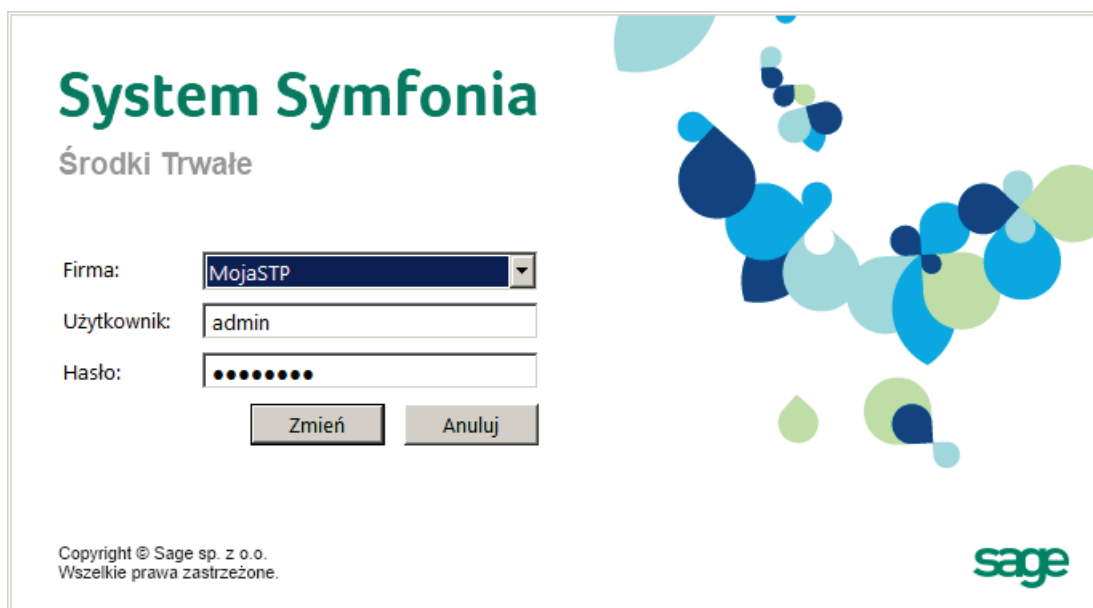 System Symfonia
Środki Trwałe
Firma: MojaSTP
Użytkownik: admin
Hasło: ●●●●●●●●
Zmień Anuluj
Copyright © Sage sp. z o.o.
Wszelkie prawa zastrzeżone.
sage